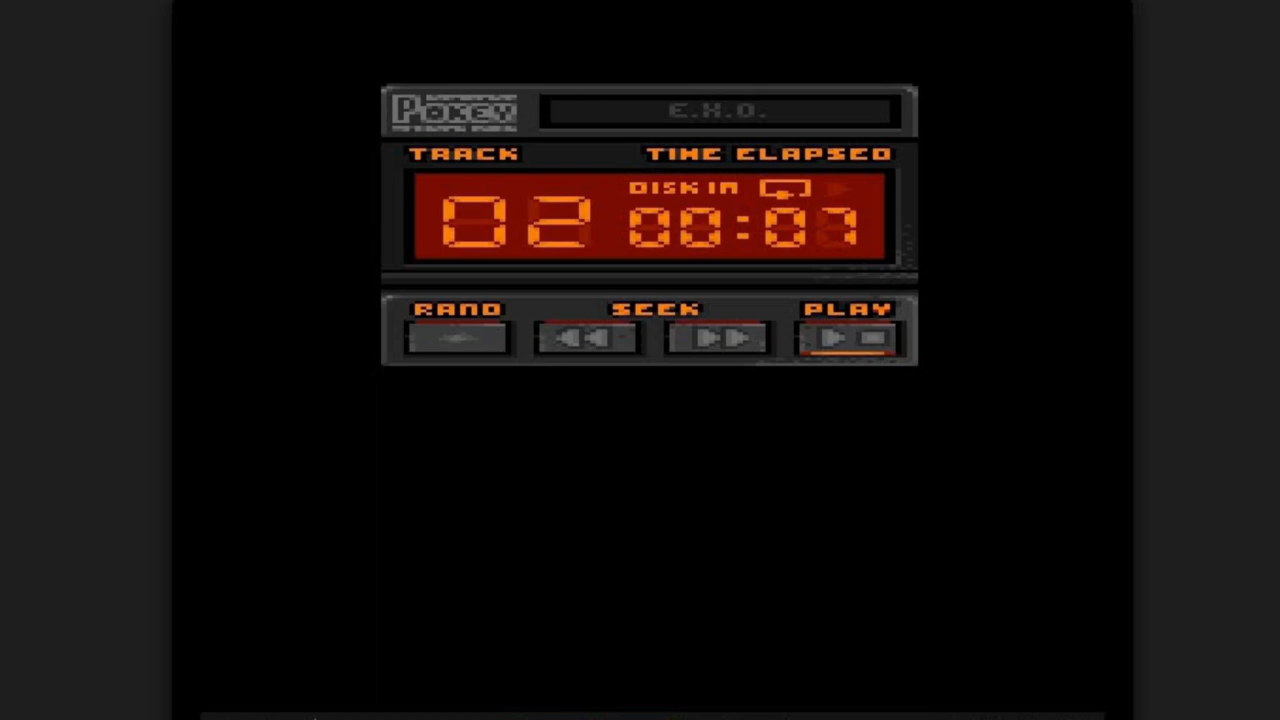 POKEY
E.X.O.
TRACK TIME ELAPSED
DISK IN
02 00:07
RAND SEEK PLAY